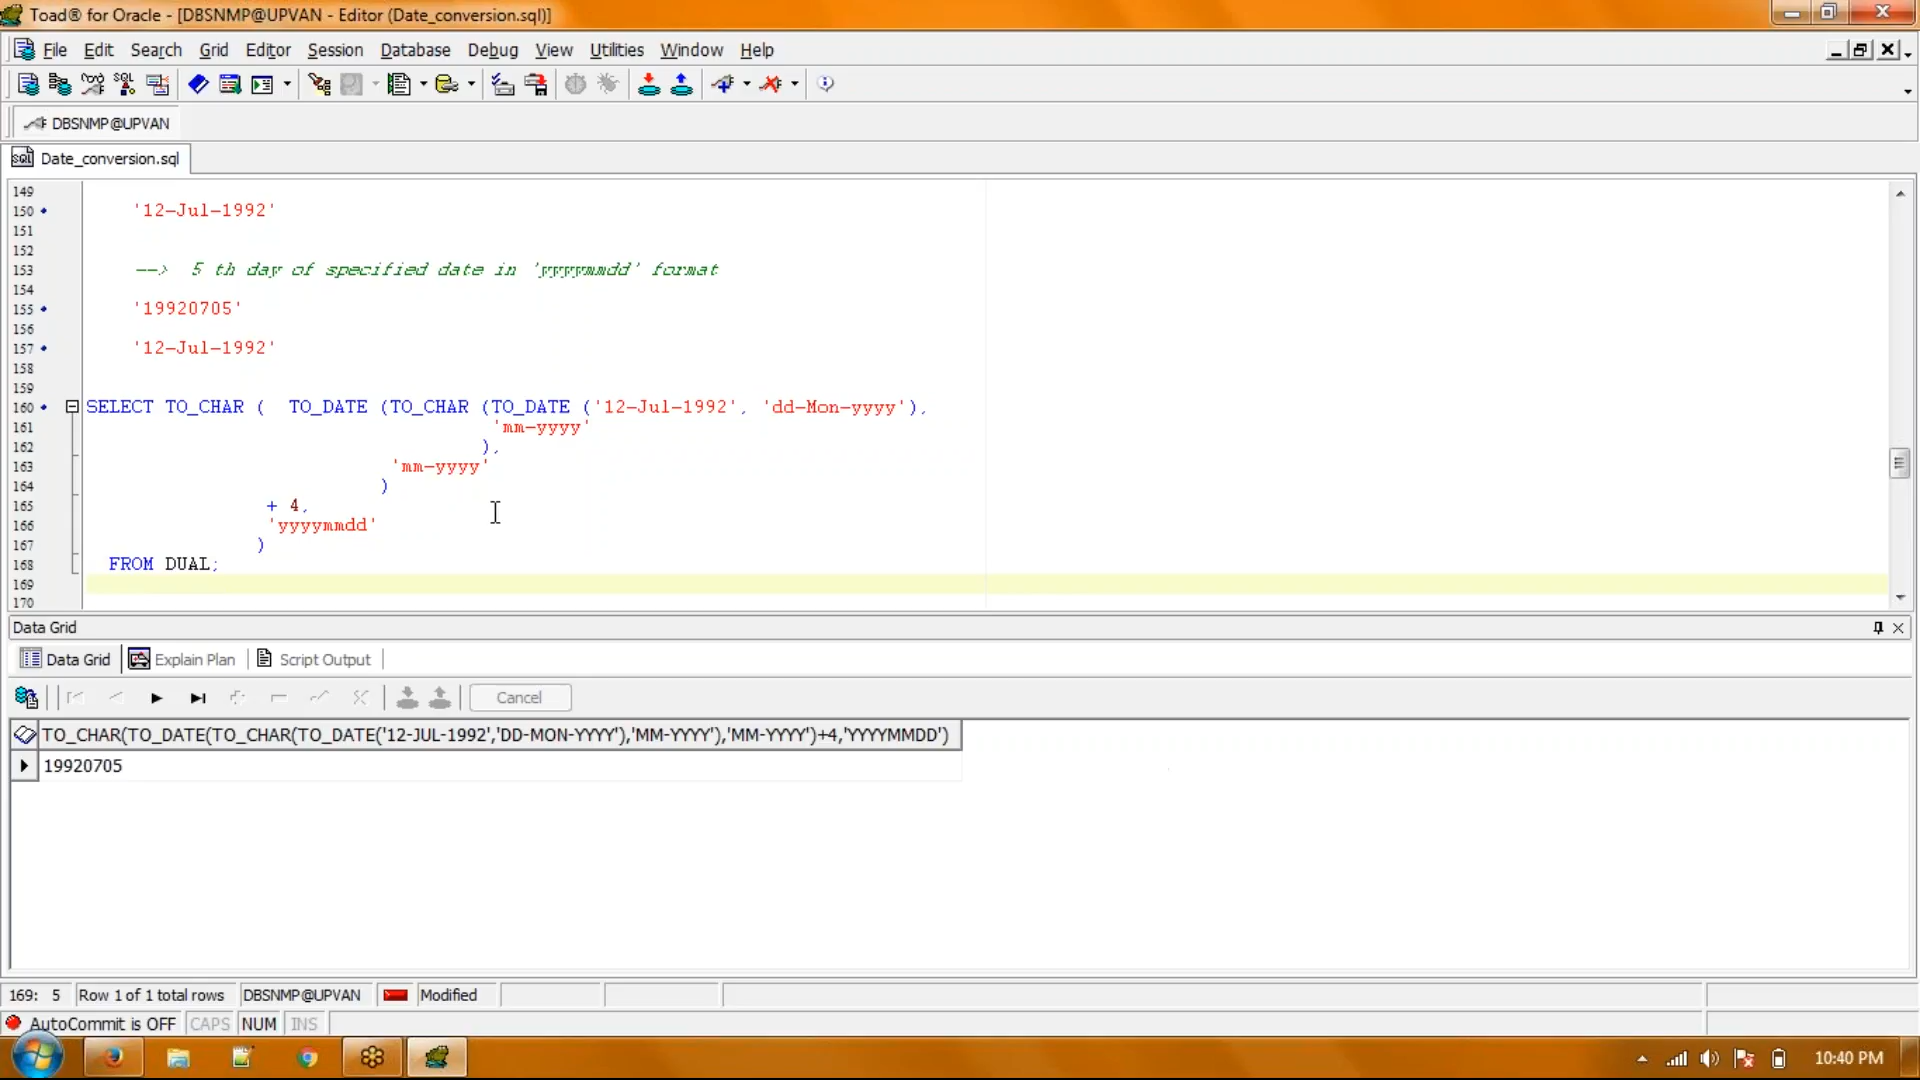 Toad® for Oracle - [DBSNMP@UPVAN - Editor (Date_conversion.sql)]
File Edit Search Grid Editor Session Database Debug View Utilities Window Help
DBSNMP@UPVAN
Date_conversion.sql
149
150 '12-Jul-1992'
151
152
153 --> 5 th day of specified date in 'yyyymmdd' format
154
155 '19920705'
156
157 '12-Jul-1992'
158
159
160 SELECT TO_CHAR ( TO_DATE (TO_CHAR (TO_DATE ('12-Jul-1992', 'dd-Mon-yyyy'),
161 'mm-yyyy'
162 ),
163 'mm-yyyy'
164 )
165 + 4,
166 'yyyymmdd'
167 )
168 FROM DUAL;
169
170
Data Grid
Data Grid Explain Plan Script Output
Cancel
TO_CHAR(TO_DATE(TO_CHAR(TO_DATE('12-JUL-1992','DD-MON-YYYY'),'MM-YYYY'),'MM-YYYY')+4,'YYYYMMDD')
19920705
169: 5 Row 1 of 1 total rows DBSNMP@UPVAN Modified
AutoCommit is OFF CAPS NUM INS
10:40 PM